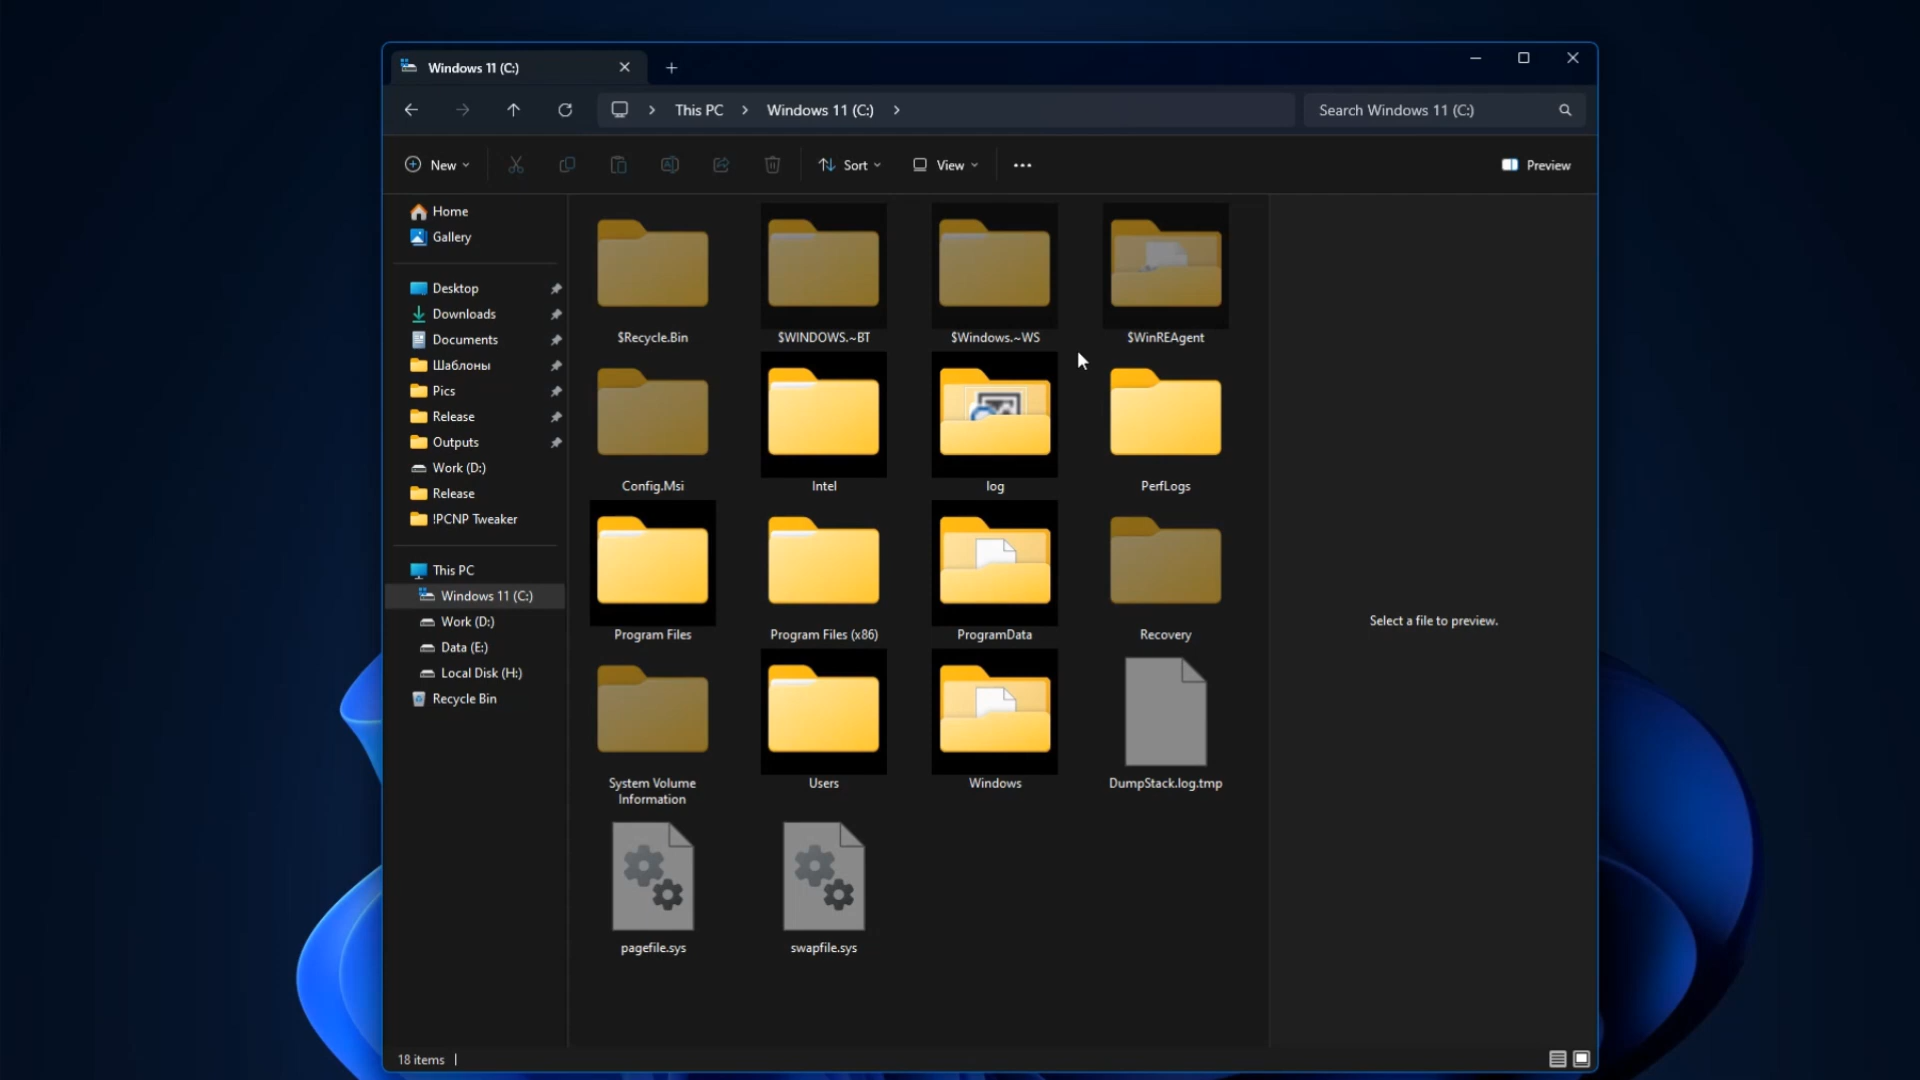 Windows 11 (C:)
This PC
Windows 11 (C:)
Search Windows 11 (C:)
New
Sort
View
Preview
Home
Gallery
Desktop
Downloads
Documents
Шаблоны
Pics
Release
Outputs
Work (D:)
Release
!PCNP Tweaker
This PC
Windows 11 (C:)
Work (D:)
Data (E:)
Local Disk (H:)
Recycle Bin
$Recycle.Bin
$WINDOWS.~BT
$Windows.~WS
$WinREAgent
Config.Msi
Intel
log
PerfLogs
Program Files
Program Files (x86)
ProgramData
Recovery
System Volume
Information
Users
Windows
DumpStack.log.tmp
pagefile.sys
swapfile.sys
Select a file to preview.
18 items